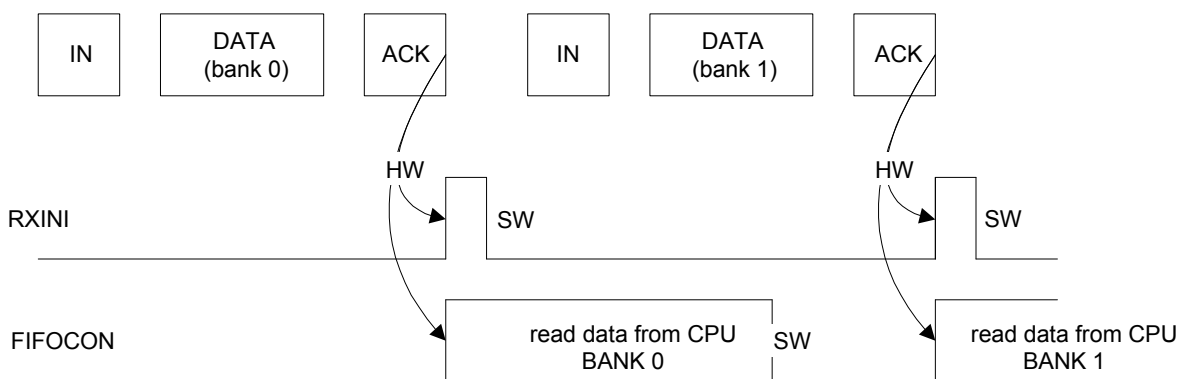 IN
DATA
(bank 0)
ACK
IN
DATA
(bank 1)
ACK
HW
HW
RXINI
SW
SW
FIFOCON
read data from CPU
BANK 0
SW
read data from CPU
BANK 1